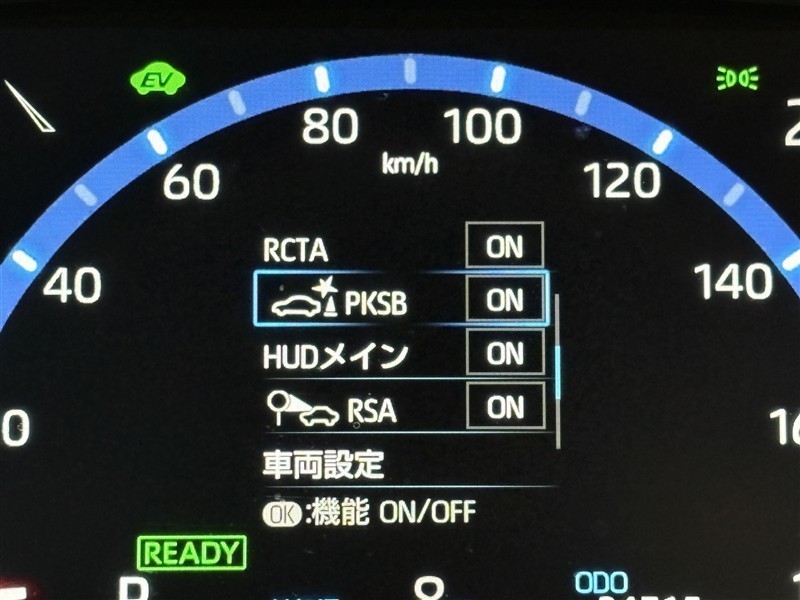 EV
80 100
km/h
60 120
40 140
RCTA ON
PKSB ON
HUDメイン ON
RSA ON
車両設定
OK:機能 ON/OFF
READY
ODO